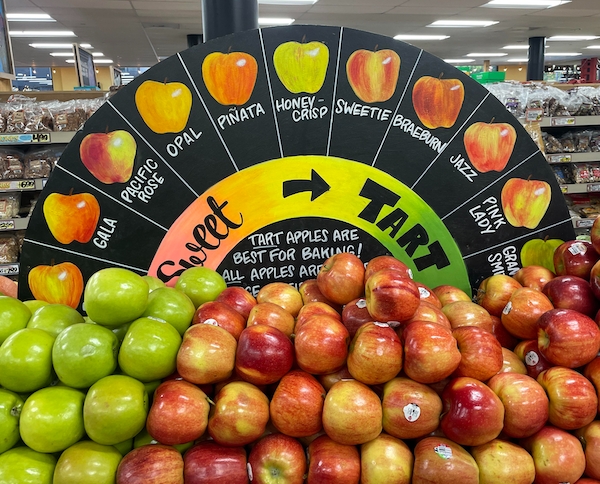 GALA
PACIFIC
ROSE
OPAL
PIÑATA
HONEY-
CRISP
SWEETIE
BRAEBURN
JAZZ
PINK
LADY
Sweet
TART
TART APPLES ARE
BEST FOR BAKING!
ALL APPLES ARE